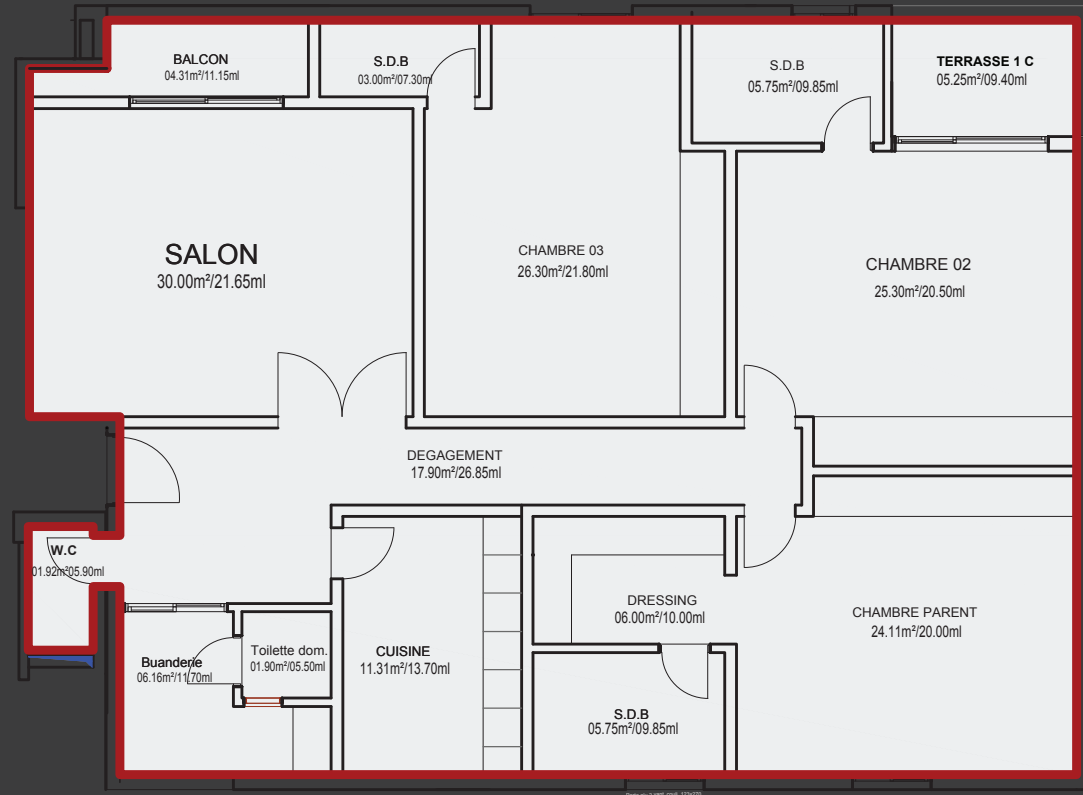 BALCON
04.31m²/11.15ml
S.D.B
03.00m²/07.30ml
S.D.B
05.75m²/09.85ml
TERRASSE 1 C
05.25m²/09.40ml
SALON
30.00m²/21.65ml
CHAMBRE 03
26.30m²/21.80ml
CHAMBRE 02
25.30m²/20.50ml
DEGAGEMENT
17.90m²/26.85ml
W.C
01.92m²05.90ml
DRESSING
06.00m²/10.00ml
CHAMBRE PARENT
24.11m²/20.00ml
Toilette dom.
01.90m²/05.50ml
CUISINE
11.31m²/13.70ml
Buanderie
06.16m²/11.70ml
S.D.B
05.75m²/09.85ml